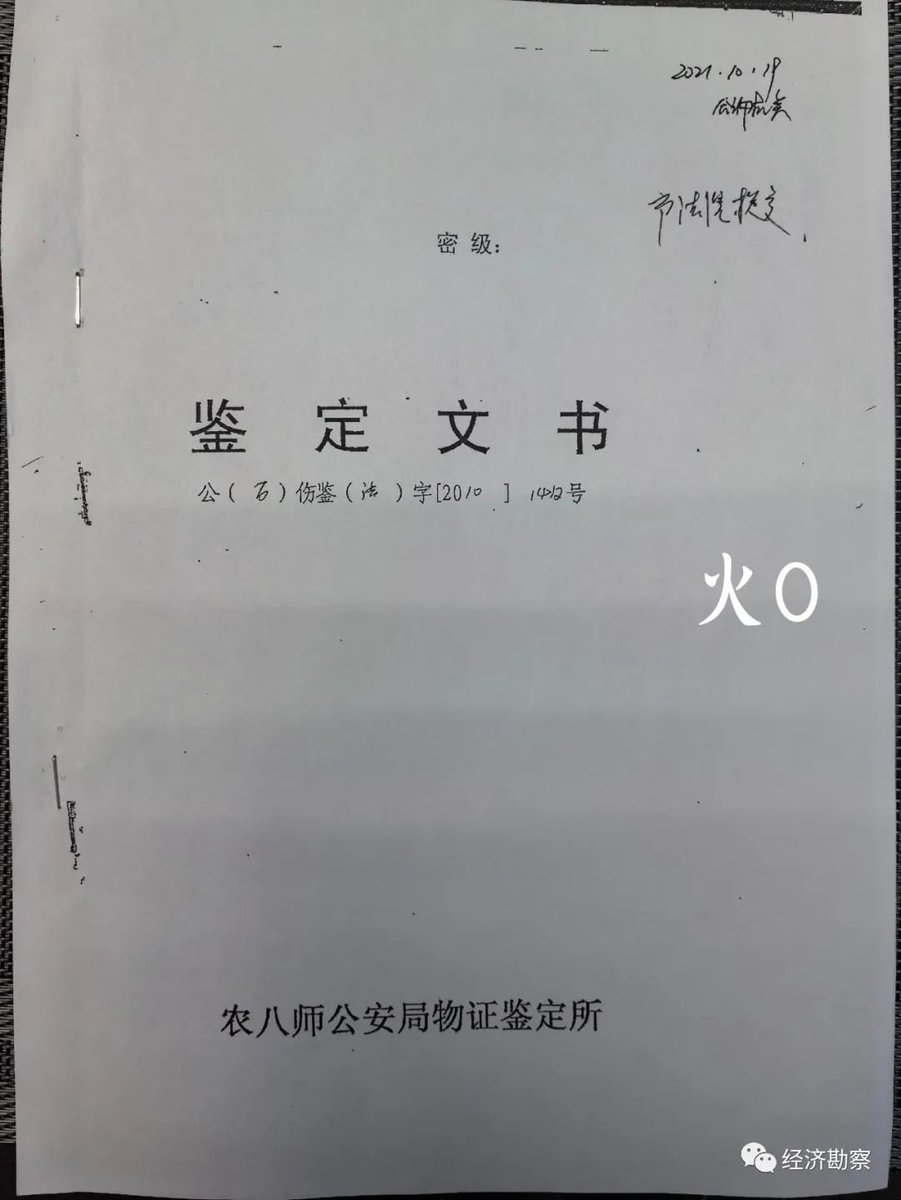 2021.10.19
市法院提交
密 级：
鉴 定 文 书
公（ 石 ）伤鉴（法 ）字[2010 ] 1412号
火0
农八师公安局物证鉴定所
经济勘察